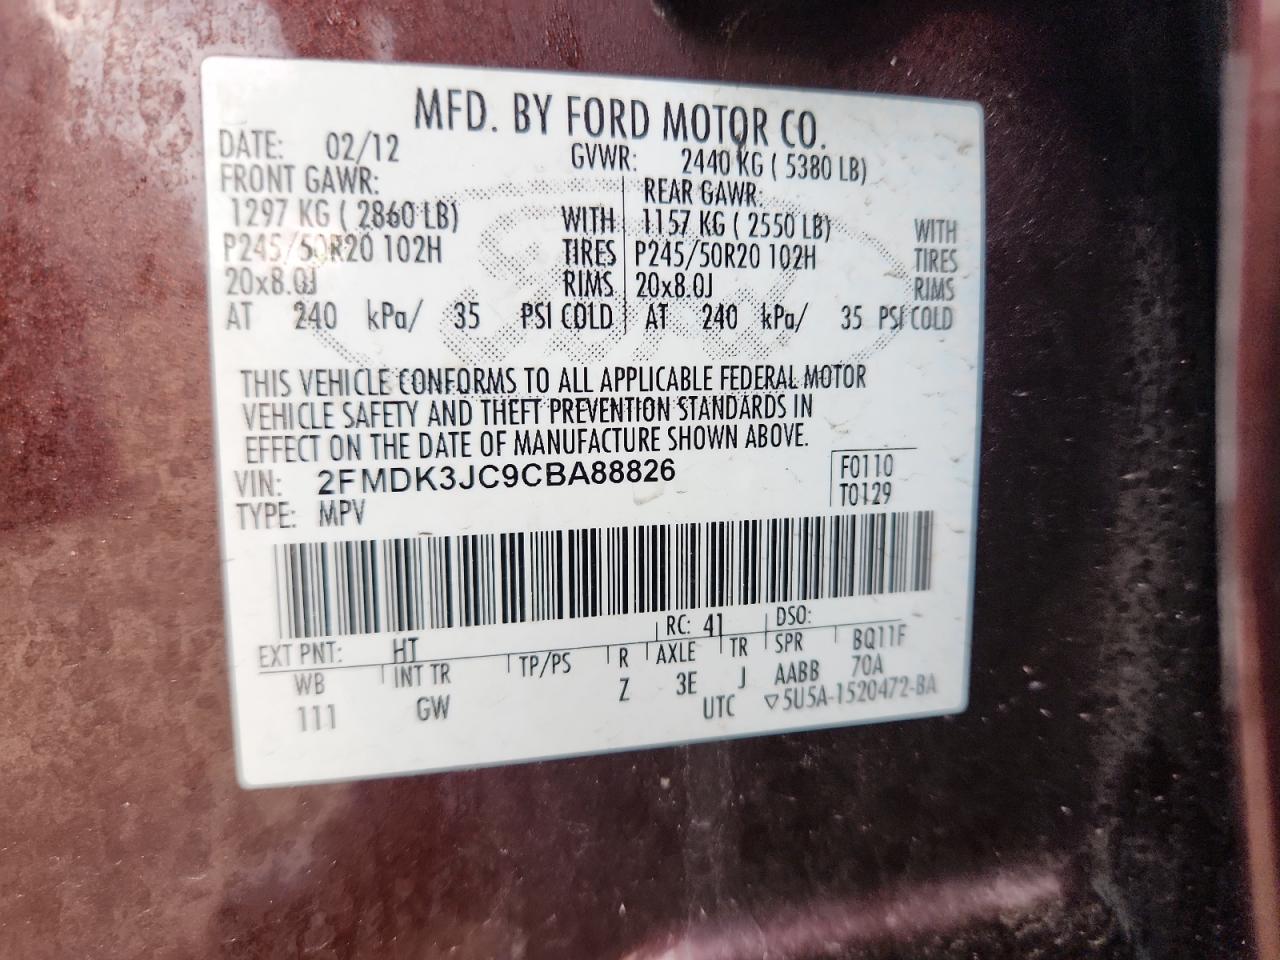 MFD. BY FORD MOTOR CO.
DATE: 02/12 GVWR: 2440 KG ( 5380 LB)
FRONT GAWR: REAR GAWR:
1297 KG ( 2860 LB) WITH 1157 KG ( 2550 LB) WITH
P245/50R20 102H TIRES P245/50R20 102H TIRES
20x8.0J RIMS 20x8.0J RIMS
AT 240 kPa/ 35 PSI COLD AT 240 kPa/ 35 PSI COLD
THIS VEHICLE CONFORMS TO ALL APPLICABLE FEDERAL MOTOR
VEHICLE SAFETY AND THEFT PREVENTION STANDARDS IN
EFFECT ON THE DATE OF MANUFACTURE SHOWN ABOVE.
VIN: 2FMDK3JC9CBA88826 F0110
TYPE: MPV T0129
EXT PNT: HT RC: 41 DSO:
WB INT TR TP/PS R AXLE TR SPR BQ11F
111 GW Z 3E J AABB 70A
UTC ▽5U5A-1520472-BA